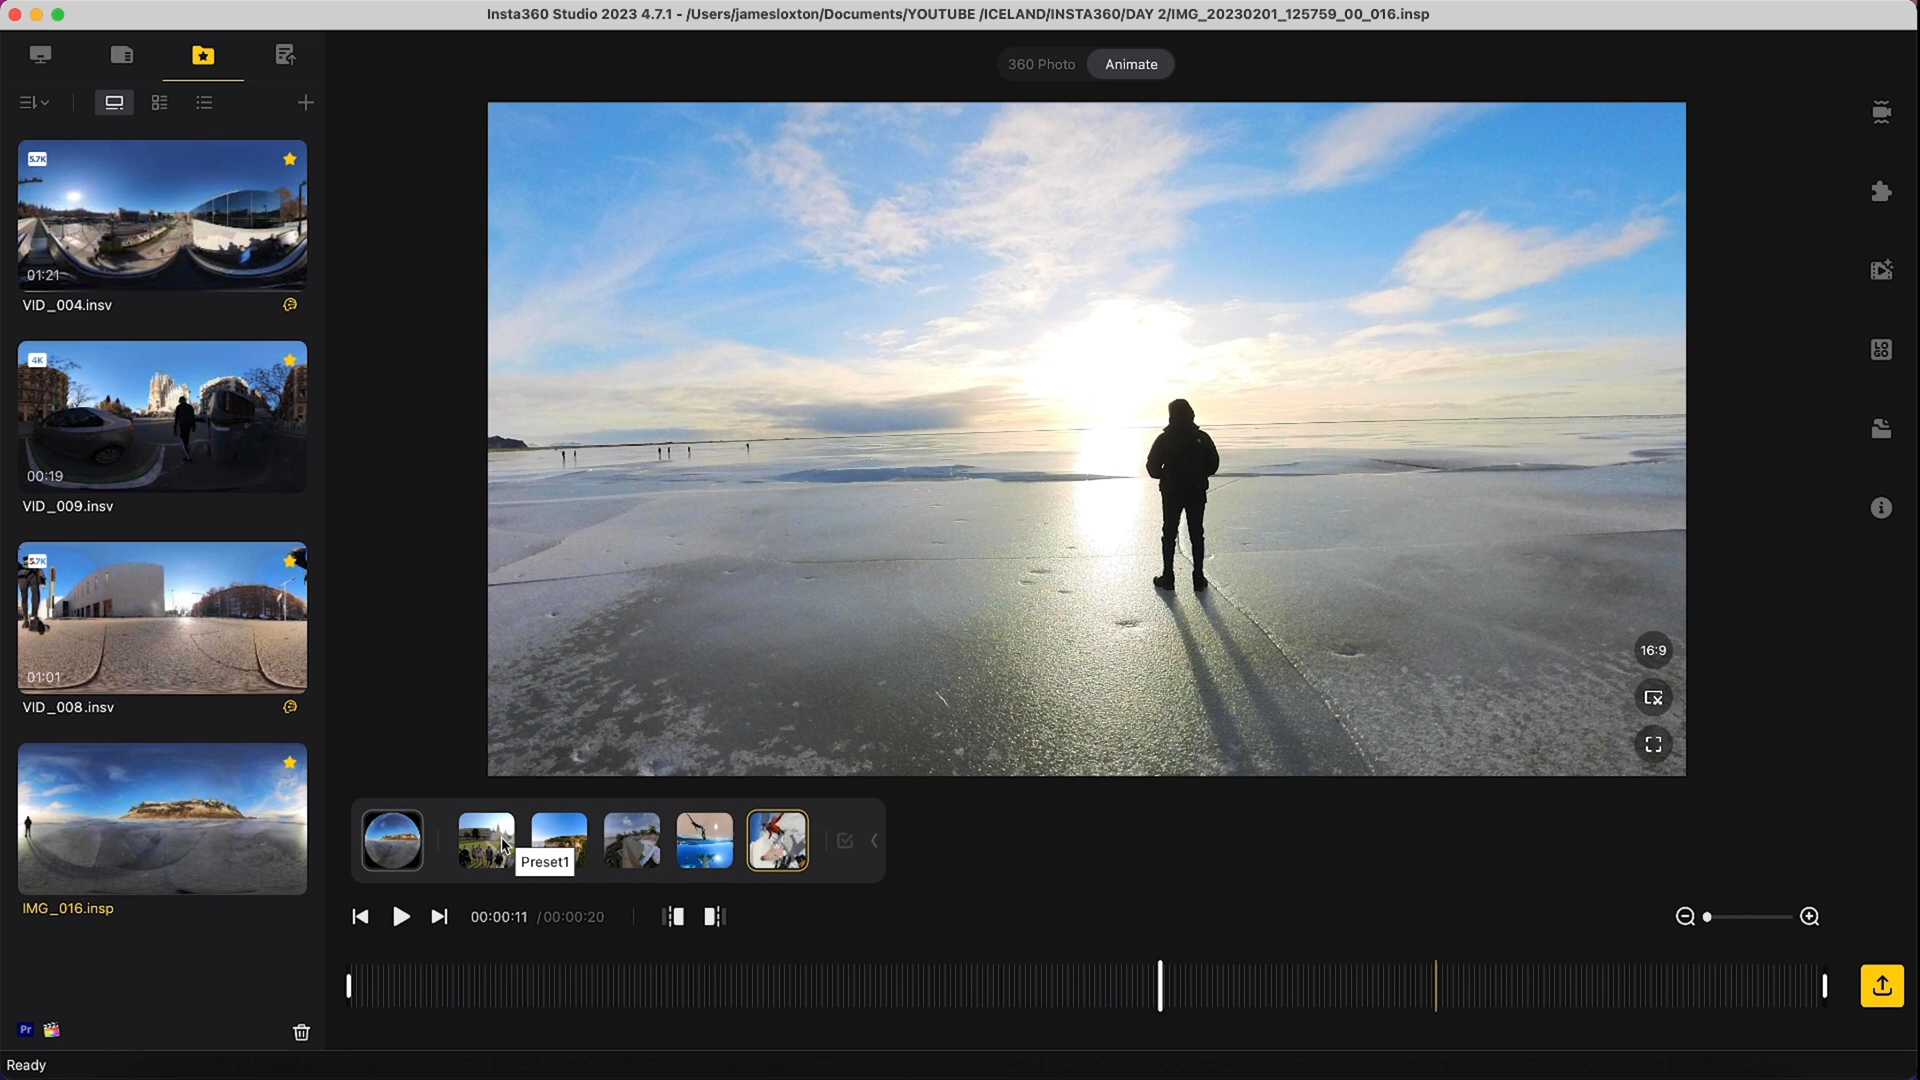 Insta360 Studio 2023 4.7.1 - /Users/jamesloxton/Documents/YOUTUBE /ICELAND/INSTA360/DAY 2/IMG_20230201_125759_00_016.insp
360 Photo
Animate
5.7K
01:21
VID_004.insv
4K
00:19
VID_009.insv
5.7K
01:01
VID_008.insv
IMG_016.insp
LOGO
16:9
Preset1
00:00:11 /00:00:20
Pr
Ready